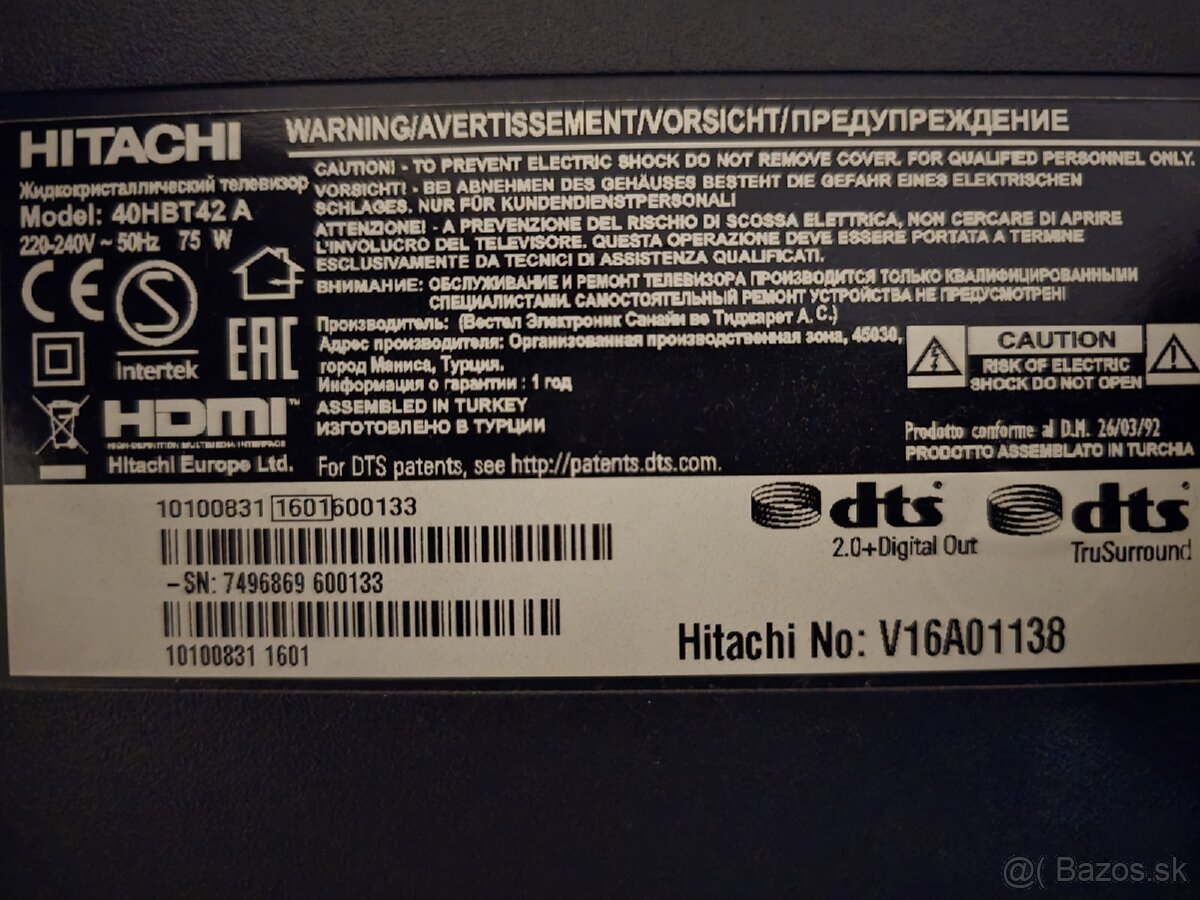 HITACHI
Жидкокристаллический телевизор
Model: 40HBT42 A
220-240V ~ 50Hz 75 W
CE
S
Intertek
EAC
HDMI™
HIGH-DEFINITION MULTIMEDIA INTERFACE
Hitachi Europe Ltd.
WARNING/AVERTISSEMENT/VORSICHT/ПРЕДУПРЕЖДЕНИЕ
CAUTION! - TO PREVENT ELECTRIC SHOCK DO NOT REMOVE COVER. FOR QUALIFIED PERSONNEL ONLY.
VORSICHT! - BEI ABNEHMEN DES GEHÄUSES BESTEHT DIE GEFAHR EINES ELEKTRISCHEN
SCHLAGES. NUR FÜR KUNDENDIENSTPERSONAL!
ATTENZIONE! - A PREVENZIONE DEL RISCHIO DI SCOSSA ELETTRICA, NON CERCARE DI APRIRE
L'INVOLUCRO DEL TELEVISORE. QUESTA OPERAZIONE DEVE ESSERE PORTATA A TERMINE
ESCLUSIVAMENTE DA TECNICI DI ASSISTENZA QUALIFICATI.
ВНИМАНИЕ: ОБСЛУЖИВАНИЕ И РЕМОНТ ТЕЛЕВИЗОРА ПРОИЗВОДИТСЯ ТОЛЬКО КВАЛИФИЦИРОВАННЫМИ
СПЕЦИАЛИСТАМИ. САМОСТОЯТЕЛЬНЫЙ РЕМОНТ УСТРОЙСТВА НЕ ПРЕДУСМОТРЕН!
Производитель: (Вестел Электроник Санайи ве Тиджарет А.С.)
Адрес производителя: Организованная производственная зона, 45030,
город Маниса, Турция.
Информация о гарантии : 1 год
ASSEMBLED IN TURKEY
ИЗГОТОВЛЕНО В ТУРЦИИ
For DTS patents, see http://patents.dts.com.
CAUTION
RISK OF ELECTRIC
SHOCK DO NOT OPEN
Prodotto conforme al D.M. 26/03/92
PRODOTTO ASSEMBLATO IN TURCHIA
10100831 1601600133
-SN: 7496869 600133
10100831 1601
dts
2.0+Digital Out
dts
TruSurround
Hitachi No: V16A01138
@( Bazos.sk